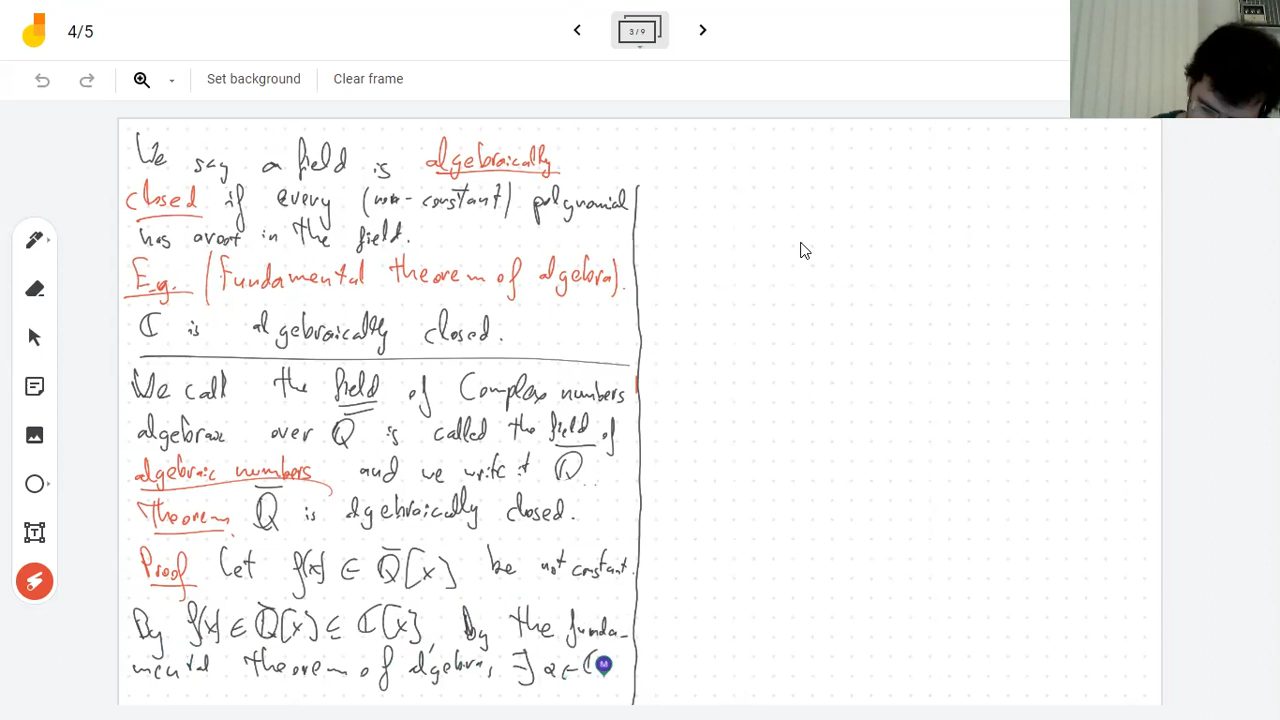 4/5
3 / 9
Set background
Clear frame
We say a field is algebraically
closed if every (non-constant) polynomial
has a root in the field.
E.g. (Fundamental theorem of algebra).
ℂ is algebraically closed.
We call the field of Complex numbers
algebraic over Q is called the field of
algebraic numbers and we write it Q̅
Theorem Q̅ is algebraically closed.
Proof Let f(x) ∈ Q̅[x] be not constant.
By f(x) ∈ Q̅[x] ⊆ ℂ[x], by the funda-
mental theorem of algebra, ∃ α ∈ ℂ
M